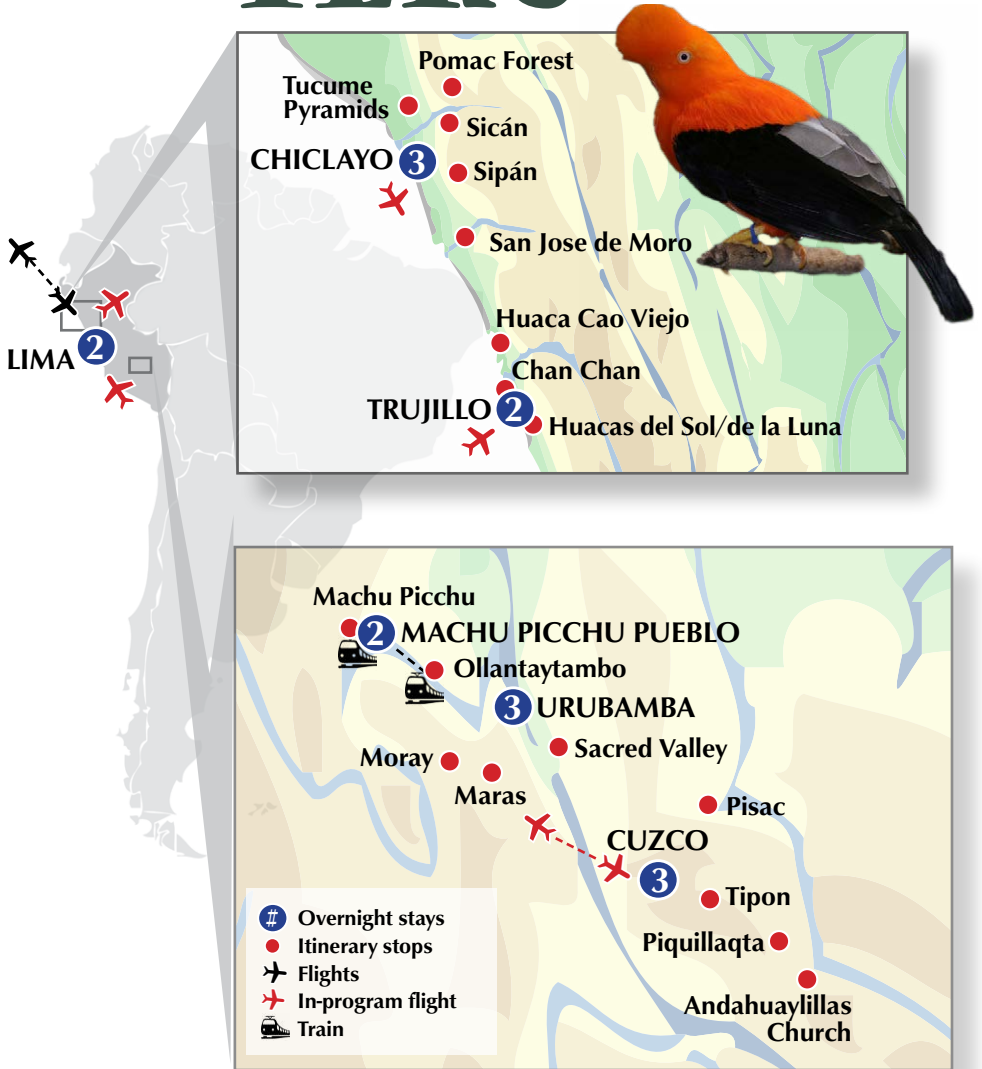 Pomac Forest
Tucume
Pyramids
Sicán
CHICLAYO 3
Sipán
San Jose de Moro
Huaca Cao Viejo
Chan Chan
TRUJILLO 2
Huacas del Sol/de la Luna
LIMA 2
Machu Picchu
2 MACHU PICCHU PUEBLO
Ollantaytambo
3 URUBAMBA
Sacred Valley
Moray
Maras
Pisac
CUZCO
3
Tipon
Piquillaqta
Andahuaylillas
Church
# Overnight stays
Itinerary stops
Flights
In-program flight
Train